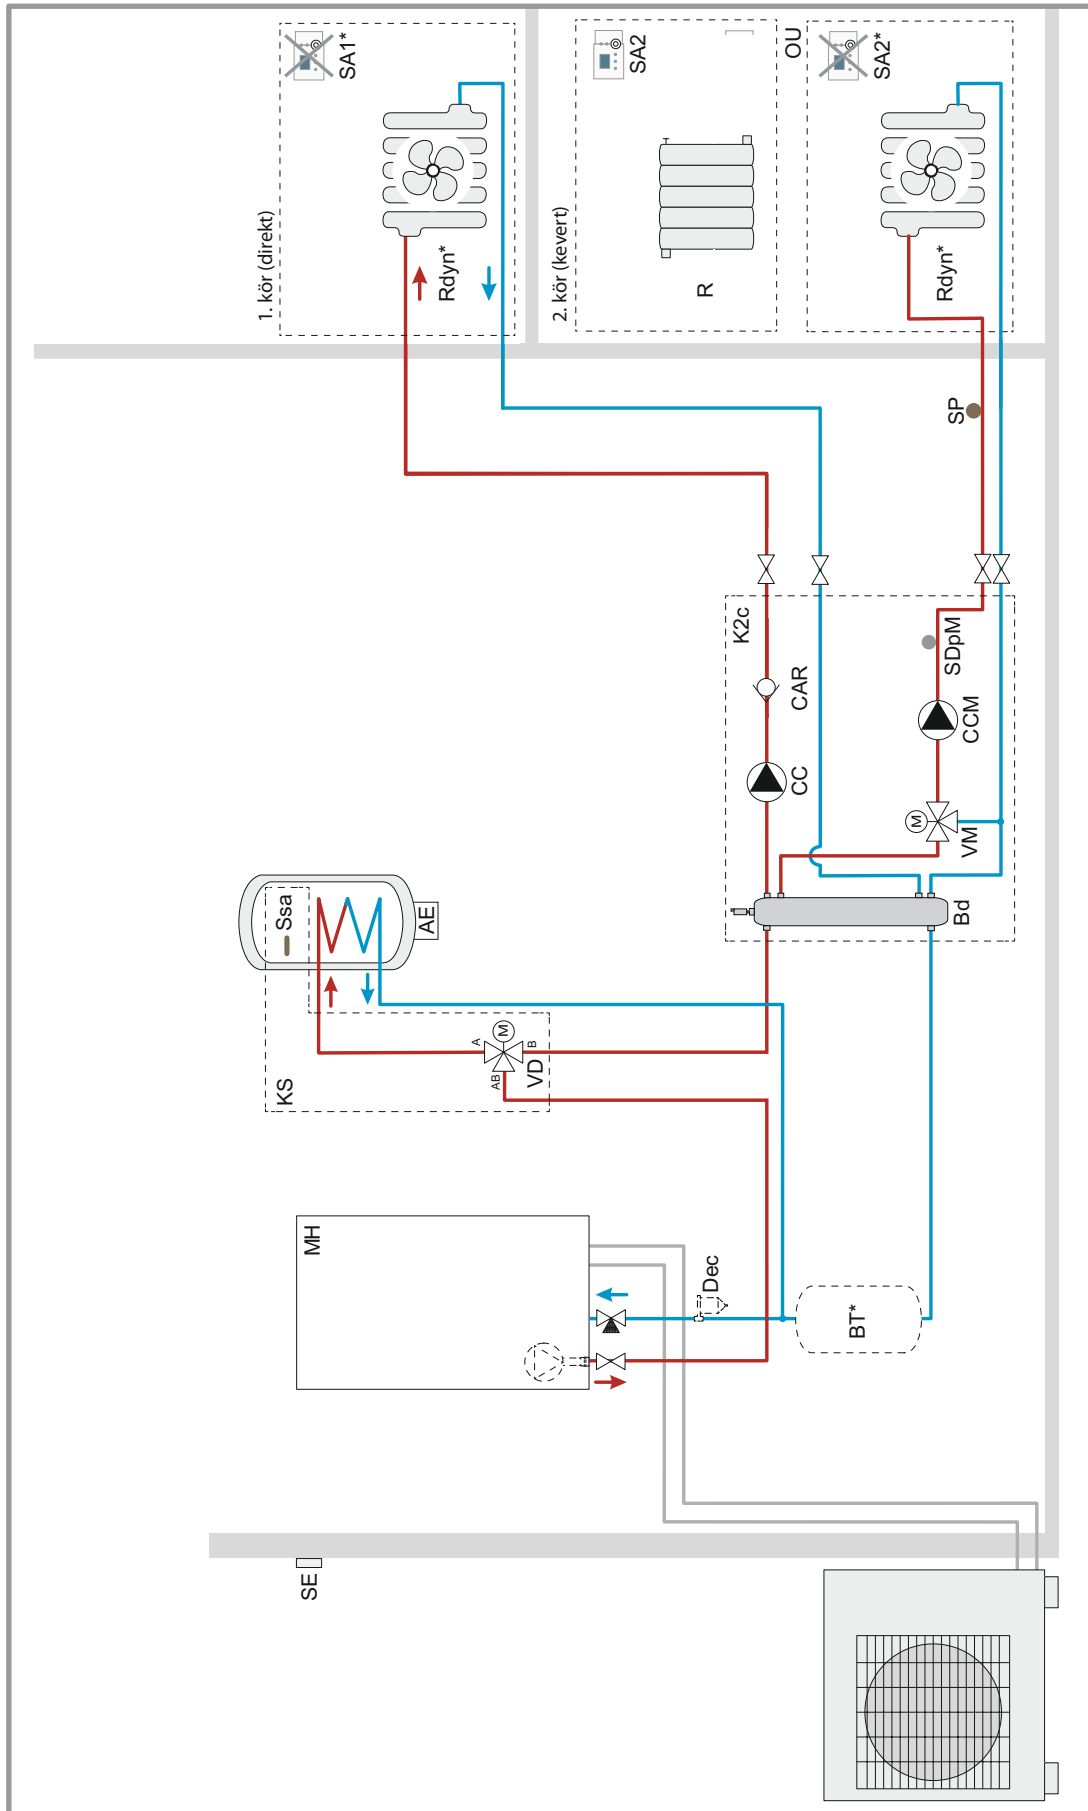 SE
MH
Dec
BT*
KS
A
AB
B
M
VD
Ssa
AE
Bd
K2c
CC
CAR
M
VM
CCM
SDpM
SP
1. kör (direkt)
SA1*
Rdyn*
2. kör (kevert)
SA2
R
OU
SA2*
Rdyn*